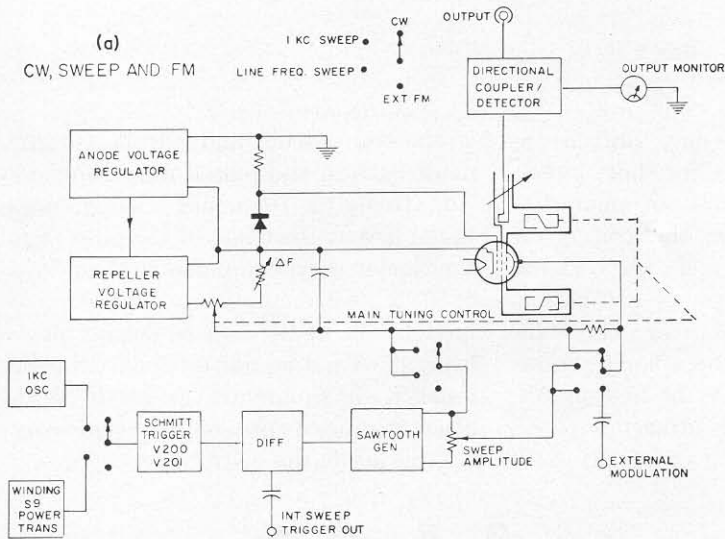 (a)
CW, SWEEP AND FM
CW
1 KC. SWEEP
LINE FREQ. SWEEP
EXT FM
OUTPUT
DIRECTIONAL
COUPLER/
DETECTOR
OUTPUT MONITOR
ANODE VOLTAGE
REGULATOR
REPELLER
VOLTAGE
REGULATOR
ΔF
MAIN TUNING CONTROL
1KC
OSC
WINDING
S9
POWER
TRANS
SCHMITT
TRIGGER
V200
V201
DIFF
SAWTOOTH
GEN
SWEEP
AMPLITUDE
EXTERNAL
MODULATION
INT SWEEP
TRIGGER OUT